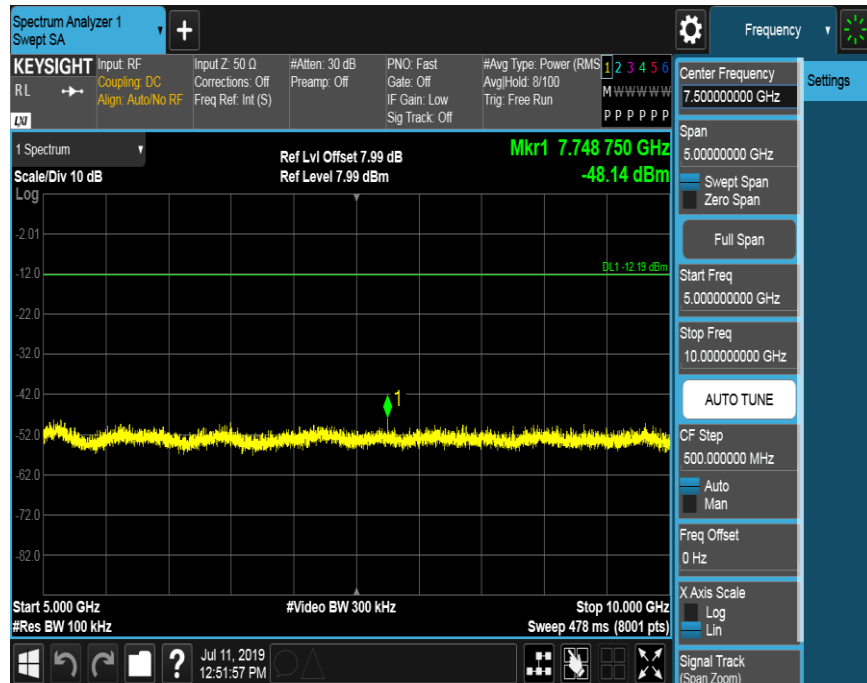 Spectrum Analyzer 1
Swept SA
Frequency
KEYSIGHT
RL
LXI
Input: RF
Coupling: DC
Align: Auto/No RF
Input Z: 50 Ω
Corrections: Off
Freq Ref: Int (S)
#Atten: 30 dB
Preamp: Off
PNO: Fast
Gate: Off
IF Gain: Low
Sig Track: Off
#Avg Type: Power (RMS
Avg|Hold: 8/100
Trig: Free Run
1 2 3 4 5 6
M W W W W W
P P P P P P
1 Spectrum
Scale/Div 10 dB
Log
Ref Lvl Offset 7.99 dB
Ref Level 7.99 dBm
Mkr1 7.748 750 GHz
-48.14 dBm
-2.01
-12.0
DL1 -12.19 dBm
-22.0
-32.0
-42.0
1
-52.0
-62.0
-72.0
-82.0
Start 5.000 GHz
#Res BW 100 kHz
#Video BW 300 kHz
Stop 10.000 GHz
Sweep 478 ms (8001 pts)
?
Jul 11, 2019
12:51:57 PM
Center Frequency
7.500000000 GHz
Span
5.00000000 GHz
Swept Span
Zero Span
Full Span
Start Freq
5.000000000 GHz
Stop Freq
10.000000000 GHz
AUTO TUNE
CF Step
500.000000 MHz
Auto
Man
Freq Offset
0 Hz
X Axis Scale
Log
Lin
Signal Track
(Span Zoom)
Settings